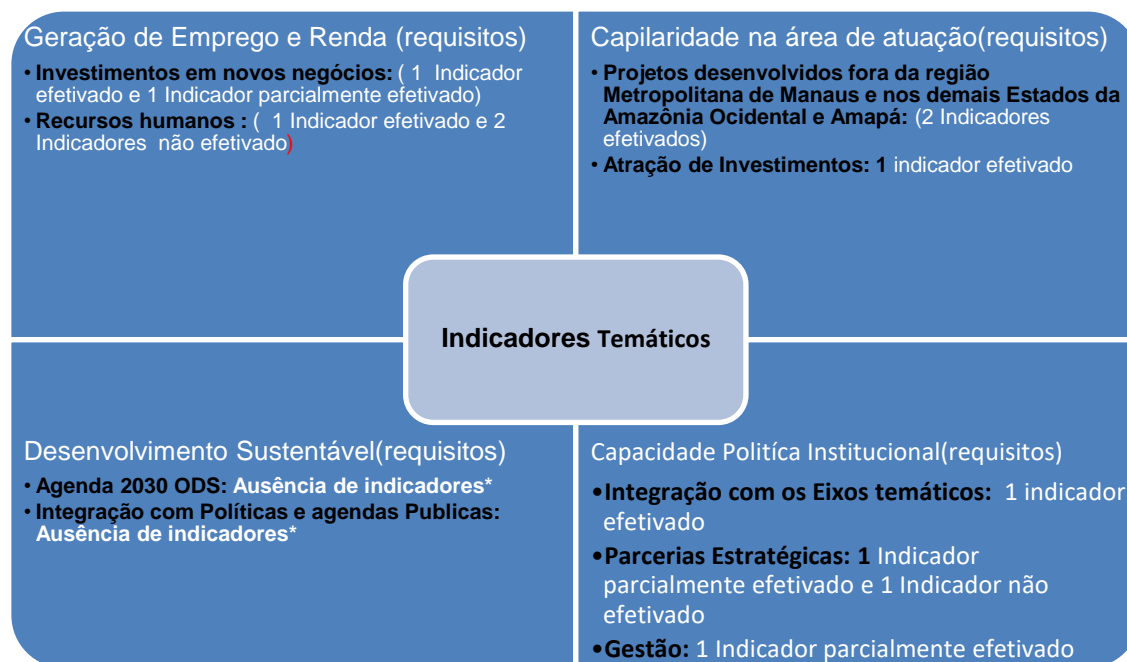 Geração de Emprego e Renda (requisitos)
• Investimentos em novos negócios: ( 1 Indicador
efetivado e 1 Indicador parcialmente efetivado)
• Recursos humanos : ( 1 Indicador efetivado e 2
Indicadores não efetivado)
Capilaridade na área de atuação(requisitos)
• Projetos desenvolvidos fora da região
Metropolitana de Manaus e nos demais Estados da
Amazônia Ocidental e Amapá: (2 Indicadores
efetivados)
• Atração de Investimentos: 1 indicador efetivado
Indicadores Temáticos
Desenvolvimento Sustentável(requisitos)
• Agenda 2030 ODS: Ausência de indicadores*
• Integração com Políticas e agendas Publicas:
Ausência de indicadores*
Capacidade Politíca Institucional(requisitos)
•Integração com os Eixos temáticos: 1 indicador
efetivado
•Parcerias Estratégicas: 1 Indicador
parcialmente efetivado e 1 Indicador não
efetivado
•Gestão: 1 Indicador parcialmente efetivado